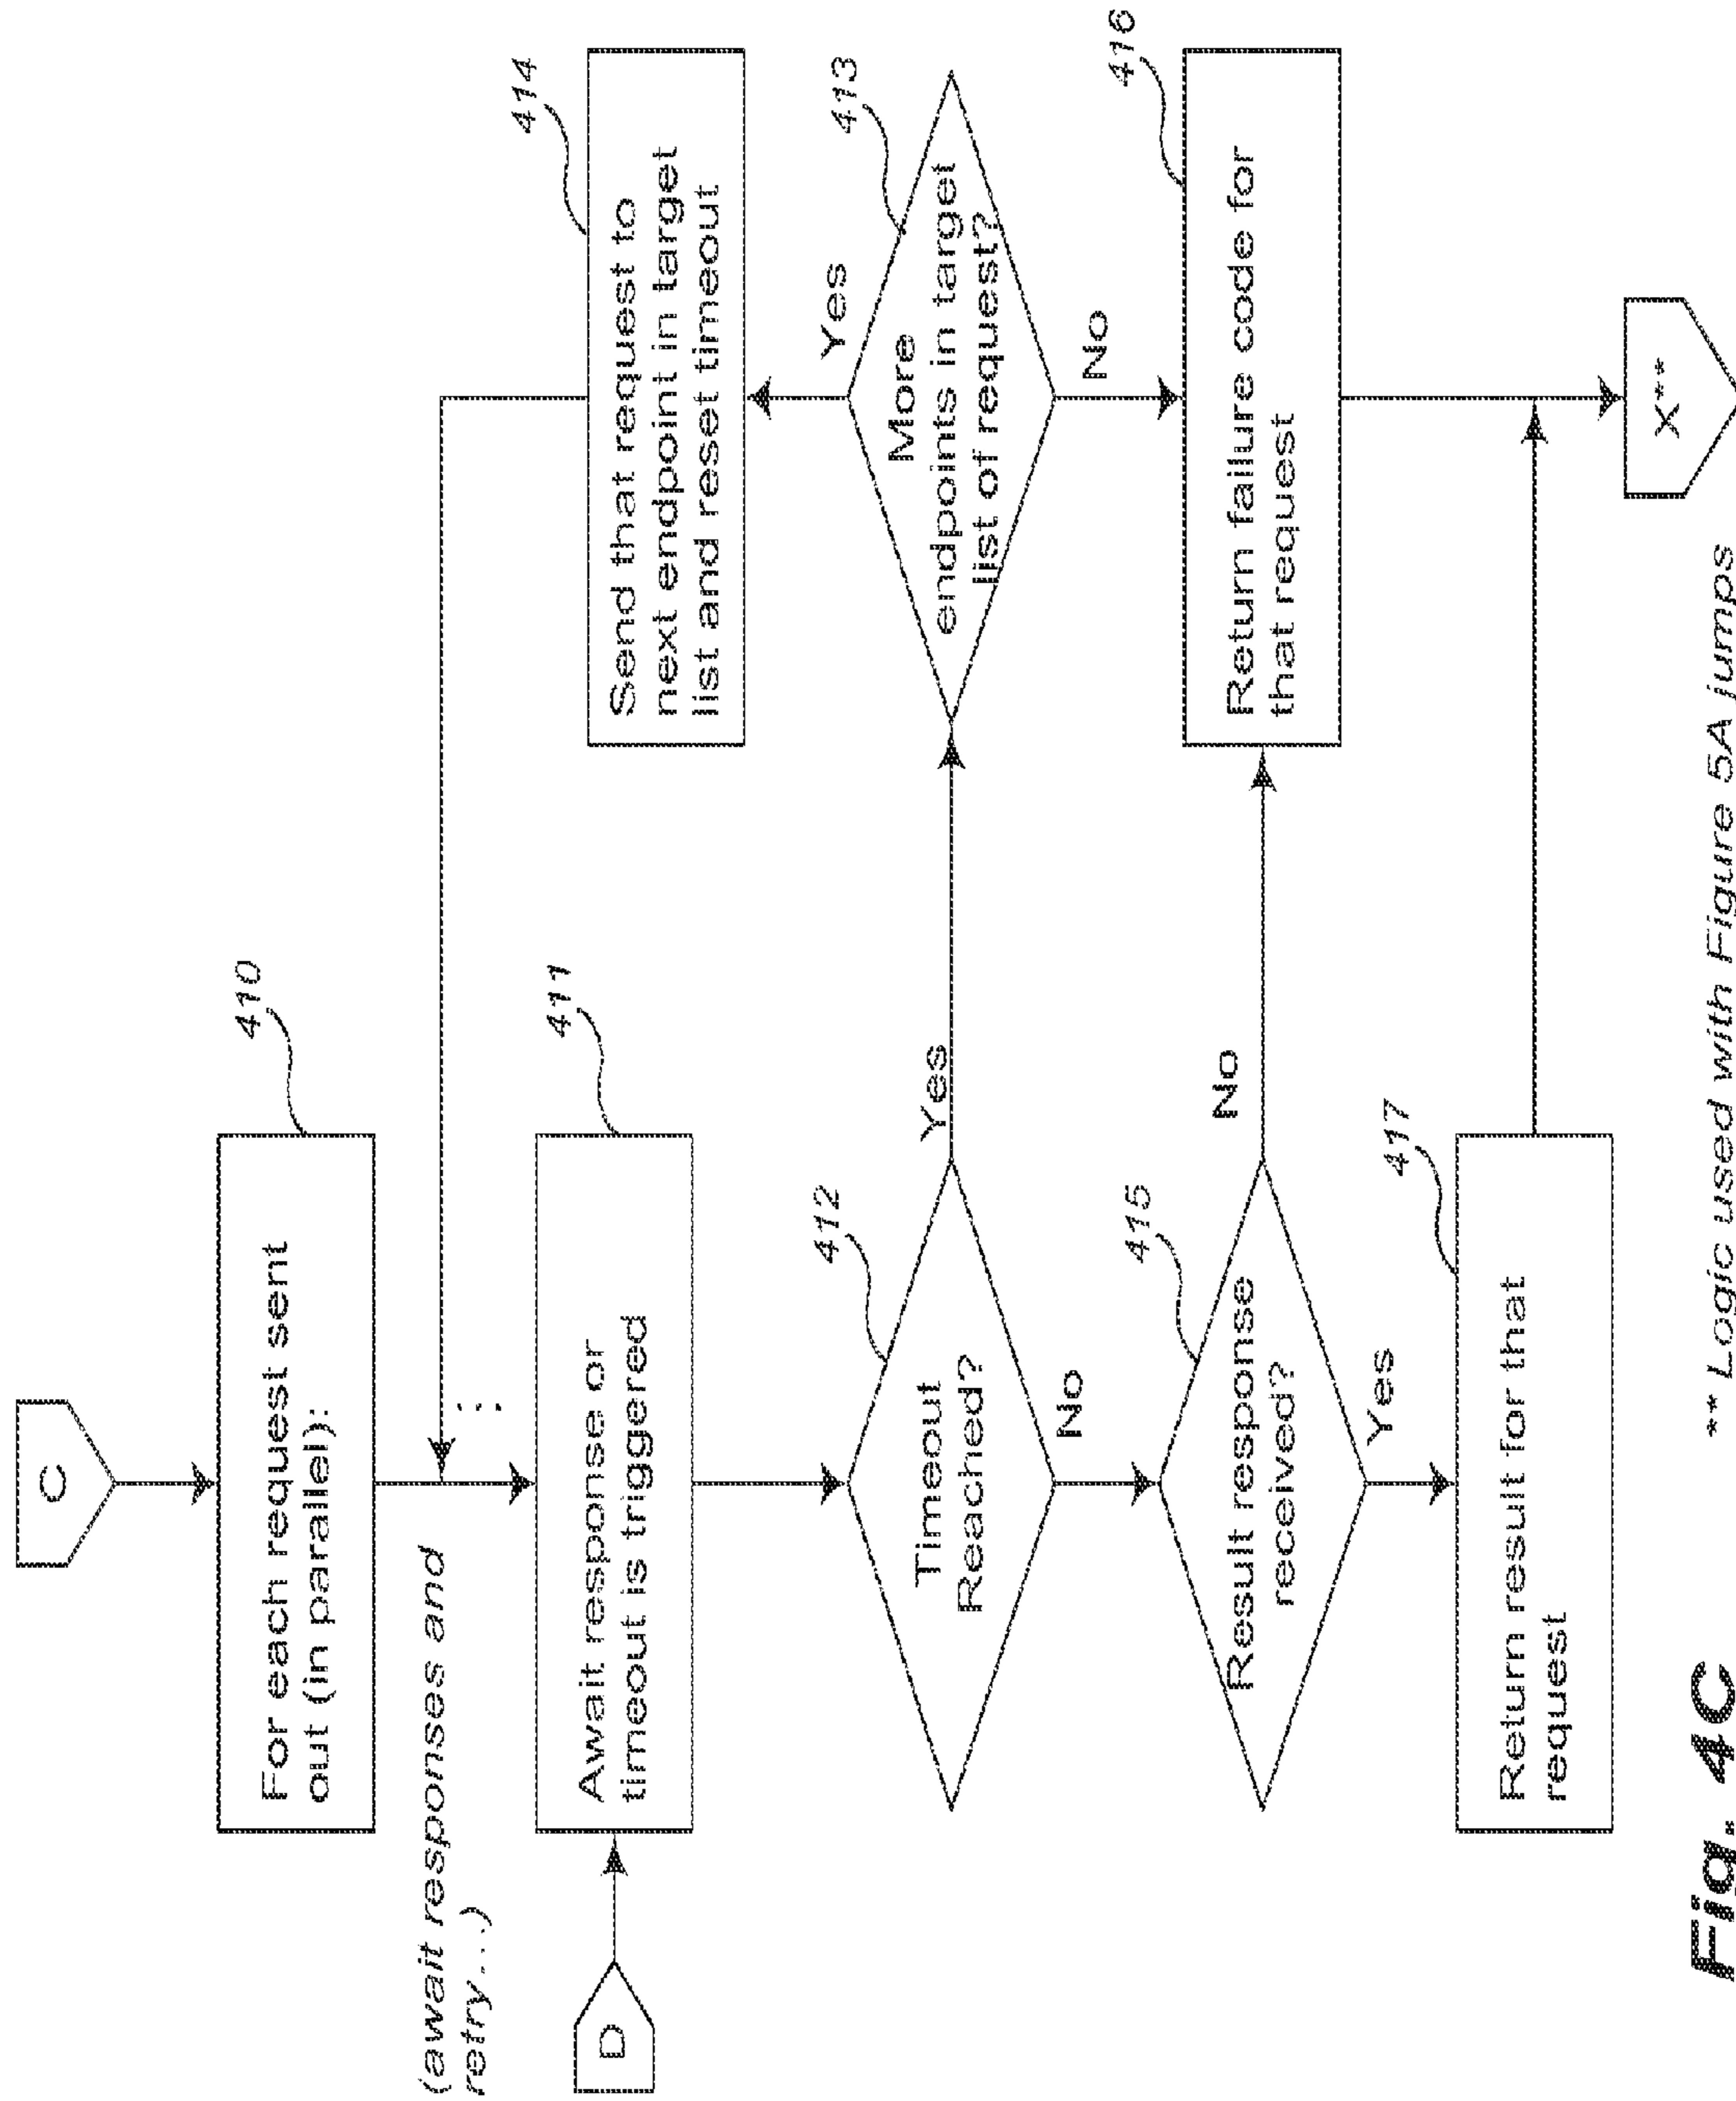 C
410
For each request sent
out (in parallel):
(await responses and
retry...)
:
D
411
Await response or
timeout is triggered
414
Send that request to
next endpoint in target
list and reset timeout
412
Timeout
Reached?
Yes
No
413
More
endpoints in target
list of request?
Yes
No
415
Result response
received?
No
Yes
416
Return failure code for
that request
417
Return result for that
request
X**
Fig. 4C
** Logic used with Figure 5A jumps